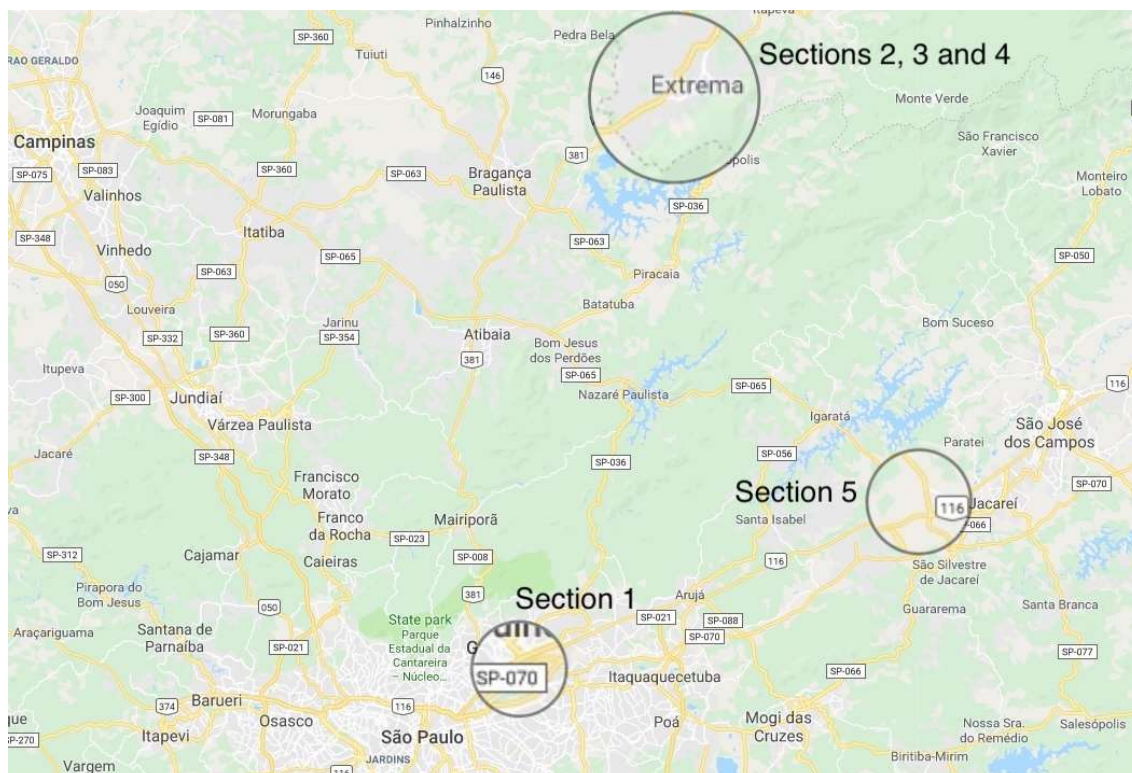 Pinhalzinho
Pedra Bela
Itapeva
SP-360
Sections 2, 3 and 4
RAO GERALDO
Tuiuti
146
Extrema
Joaquim
Egídio
SP-081
Morungaba
Monte Verde
São Francisco
Xavier
Campinas
381
opolis
SP-075
SP-083
SP-360
SP-063
Bragança
Paulista
Monteiro
Lobato
Valinhos
SP-036
SP-348
Itatiba
Vinhedo
SP-065
SP-063
SP-050
SP-063
Piracaia
050
Louveira
Batatuba
Jarinu
Bom Suceso
SP-332
SP-360
SP-354
Atibaia
Bom Jesus
dos Perdões
381
Itupeva
SP-065
SP-065
116
SP-300
Jundiaí
Nazaré Paulista
Várzea Paulista
Igaratá
São José
dos Campos
Paratei
Jacaré
SP-348
SP-056
SP-036
Francisco
Morato
SP-070
Section 5
116
Jacareí
Franco
da Rocha
Mairiporã
Santa Isabel
-066
SP-023
SP-312
Cajamar
Caieiras
SP-008
116
São Silvestre
de Jacareí
Pirapora do
Bom Jesus
050
381
Section 1
Arujá
Guararema
Santa Branca
State park
Parque
Estadual da
Cantareira
– Núcleo...
SP-021
SP-088
Araçariguama
Santana de
Parnaíba
SP-021
G
SP-070
SP-070
SP-066
SP-077
Itaquaquecetuba
Barueri
374
116
que
Osasco
Poá
Mogi das
Cruzes
Nossa Sra.
do Remédio
Salesópolis
SP-270
Itapevi
São Paulo
JARDINS
Biritiba-Mirim
Vargem
116